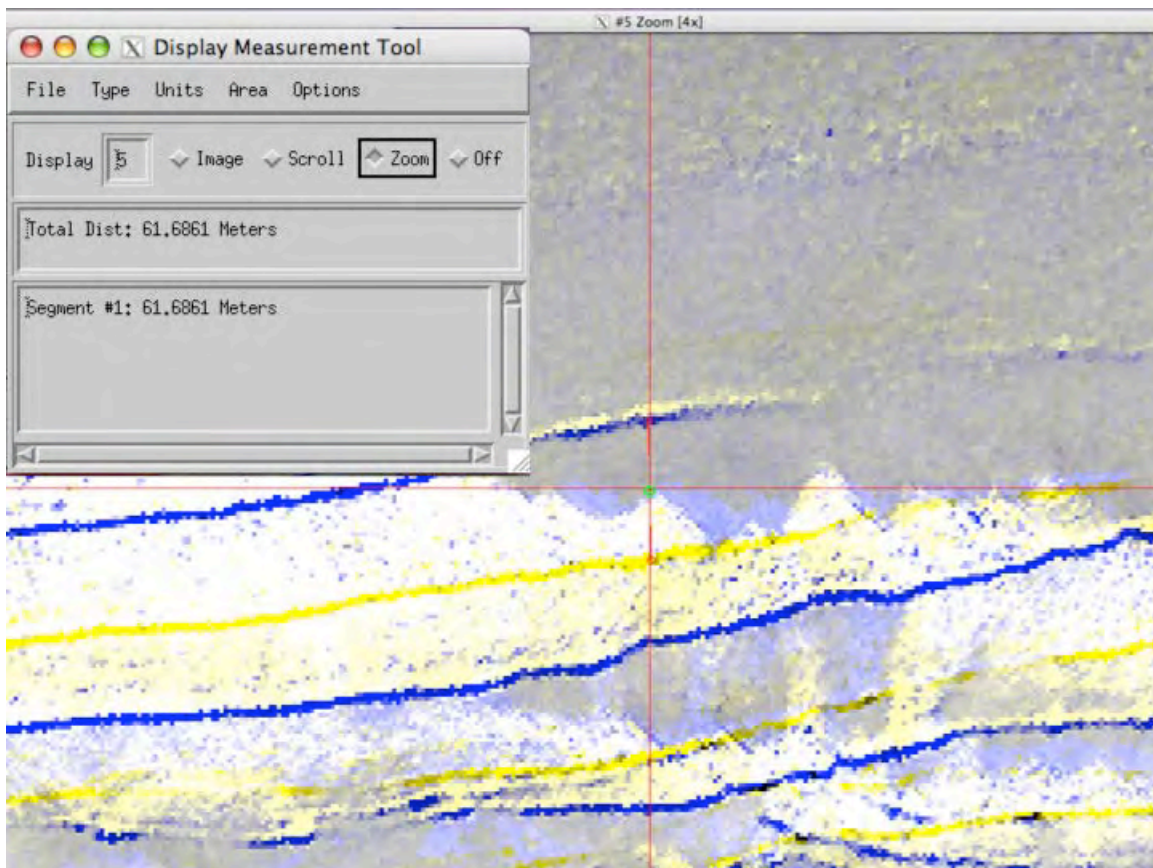 #5 Zoom [4x]
Display Measurement Tool
File Type Units Area Options
Display 5 Image Scroll Zoom Off
Total Dist: 61.6861 Meters
Segment #1: 61.6861 Meters